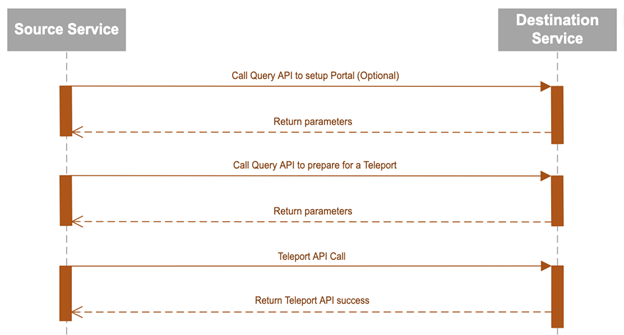 Source Service
Destination
Service
Call Query API to setup Portal (Optional)
Return parameters
Call Query API to prepare for a Teleport
Return parameters
Teleport API Call
Return Teleport API success